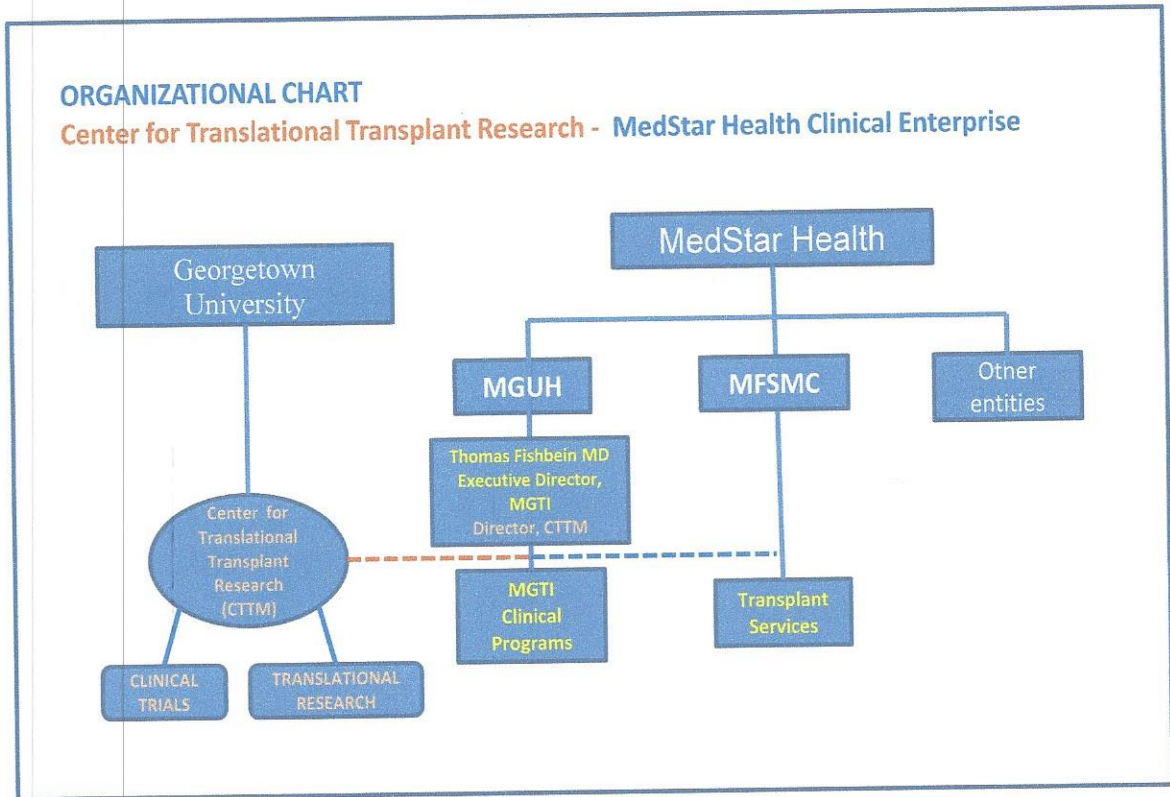 ORGANIZATIONAL CHART
Center for Translational Transplant Research - MedStar Health Clinical Enterprise
Georgetown
University
MedStar Health
MGUH
MFSMC
Other
entities
Thomas Fishbein MD
Executive Director,
MGTI
Director, CTTM
Center for
Translational
Transplant
Research
(CTTM)
MGTI
Clinical
Programs
Transplant
Services
CLINICAL
TRIALS
TRANSLATIONAL
RESEARCH